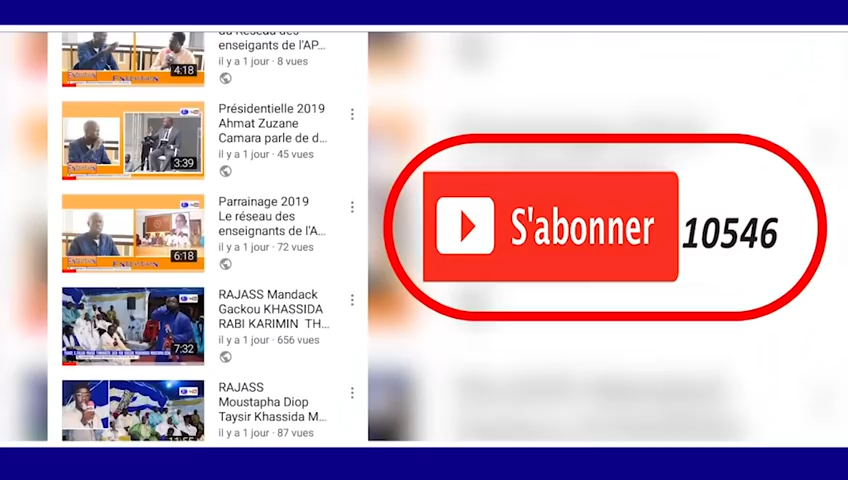 du Réseau des
enseigants de l'AP...
il y a 1 jour · 8 vues
4:18
Présidentielle 2019
Ahmat Zuzane
Camara parle de d...
il y a 1 jour · 45 vues
3:39
Parrainage 2019
Le réseau des
enseignants de l'A...
il y a 1 jour · 72 vues
6:18
RAJASS Mandack
Gackou KHASSIDA
RABI KARIMIN TH...
il y a 1 jour · 656 vues
7:32
RAJASS
Moustapha Diop
Taysir Khassida M...
il y a 1 jour · 87 vues
S'abonner
10546